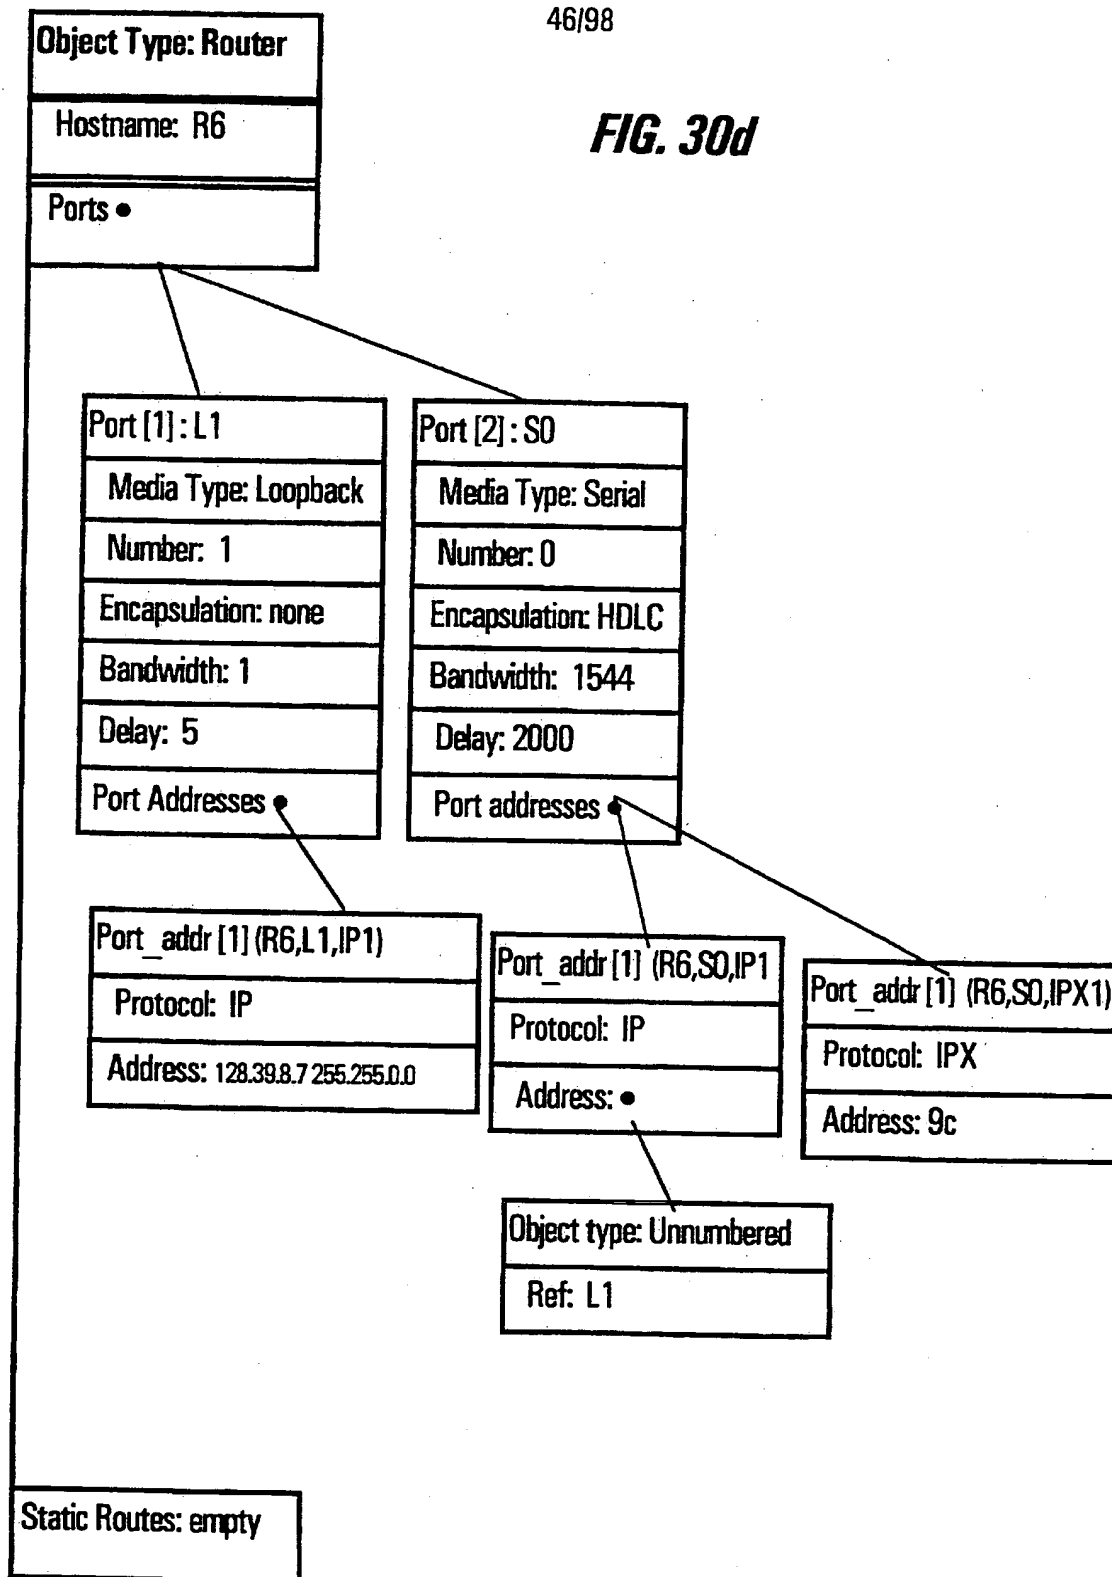 46/98
Object Type: Router
Hostname: R6
Ports
FIG. 30d
Port [1] : L1
Media Type: Loopback
Number: 1
Encapsulation: none
Bandwidth: 1
Delay: 5
Port Addresses
Port [2] : S0
Media Type: Serial
Number: 0
Encapsulation: HDLC
Bandwidth: 1544
Delay: 2000
Port addresses
Port_addr [1] (R6,L1,IP1)
Protocol: IP
Address: 128.39.8.7 255.255.0.0
Port_addr [1] (R6,S0,IP1
Protocol: IP
Address:
Port_addr [1] (R6,S0,IPX1)
Protocol: IPX
Address: 9c
Object type: Unnumbered
Ref: L1
Static Routes: empty